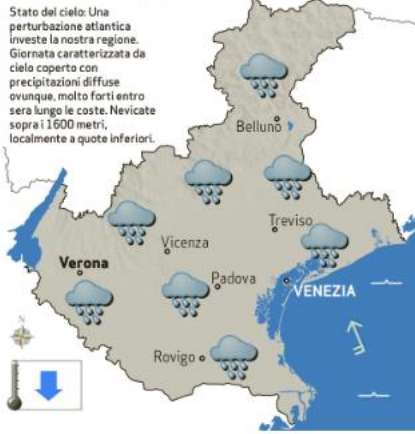 Stato del cielo: Una
perturbazione atlantica
investe la nostra regione.
Giornata caratterizzata da
cielo coperto con
precipitazioni diffuse
ovunque, molto forti entro
sera lungo le coste. Nevicate
sopra i 1600 metri,
localmente a quote inferiori.
Belluno
Treviso
Vicenza
Verona
Padova
VENEZIA
Rovigo